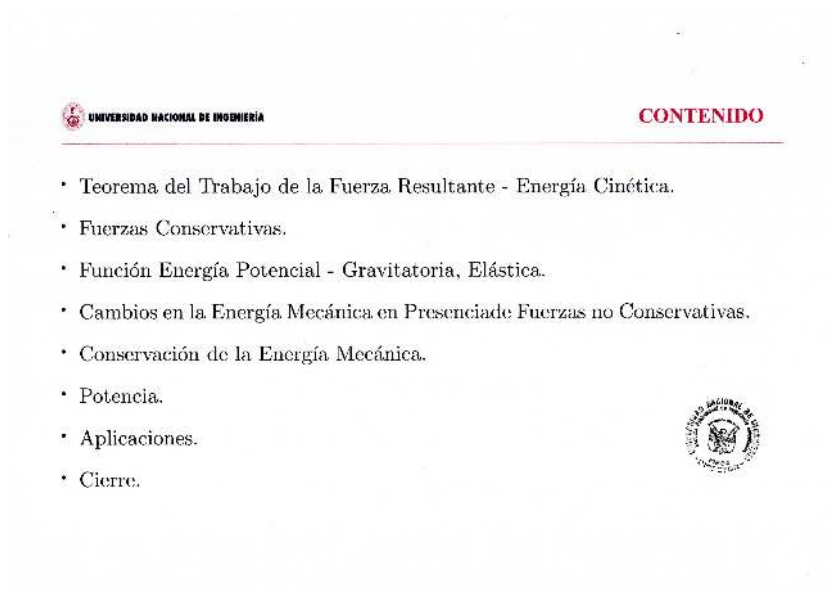 UNIVERSIDAD NACIONAL DE INGENIERÍA
CONTENIDO
• Teorema del Trabajo de la Fuerza Resultante - Energía Cinética.
• Fuerzas Conservativas.
• Función Energía Potencial - Gravitatoria, Elástica.
• Cambios en la Energía Mecánica en Presenciade Fuerzas no Conservativas.
• Conservación de la Energía Mecánica.
• Potencia.
• Aplicaciones.
• Cierre.